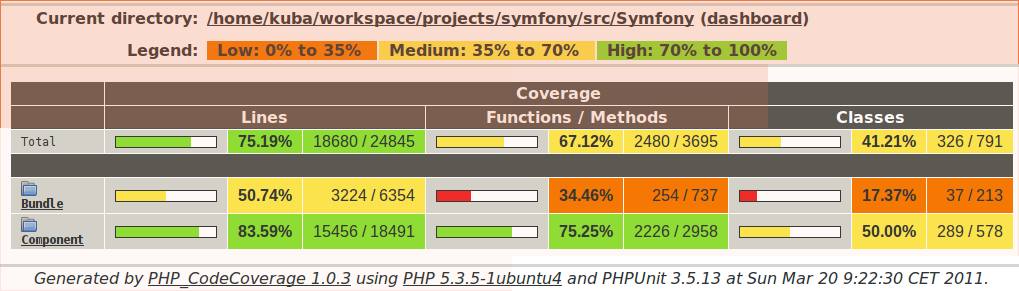 Current directory: /home/kuba/workspace/projects/symfony/src/Symfony (dashboard)
Legend: Low: 0% to 35% Medium: 35% to 70% High: 70% to 100%
Coverage
Lines Functions / Methods Classes
Total 75.19% 18680 / 24845 67.12% 2480 / 3695 41.21% 326 / 791
Bundle 50.74% 3224 / 6354 34.46% 254 / 737 17.37% 37 / 213
Component 83.59% 15456 / 18491 75.25% 2226 / 2958 50.00% 289 / 578
Generated by PHP_CodeCoverage 1.0.3 using PHP 5.3.5-1ubuntu4 and PHPUnit 3.5.13 at Sun Mar 20 9:22:30 CET 2011.